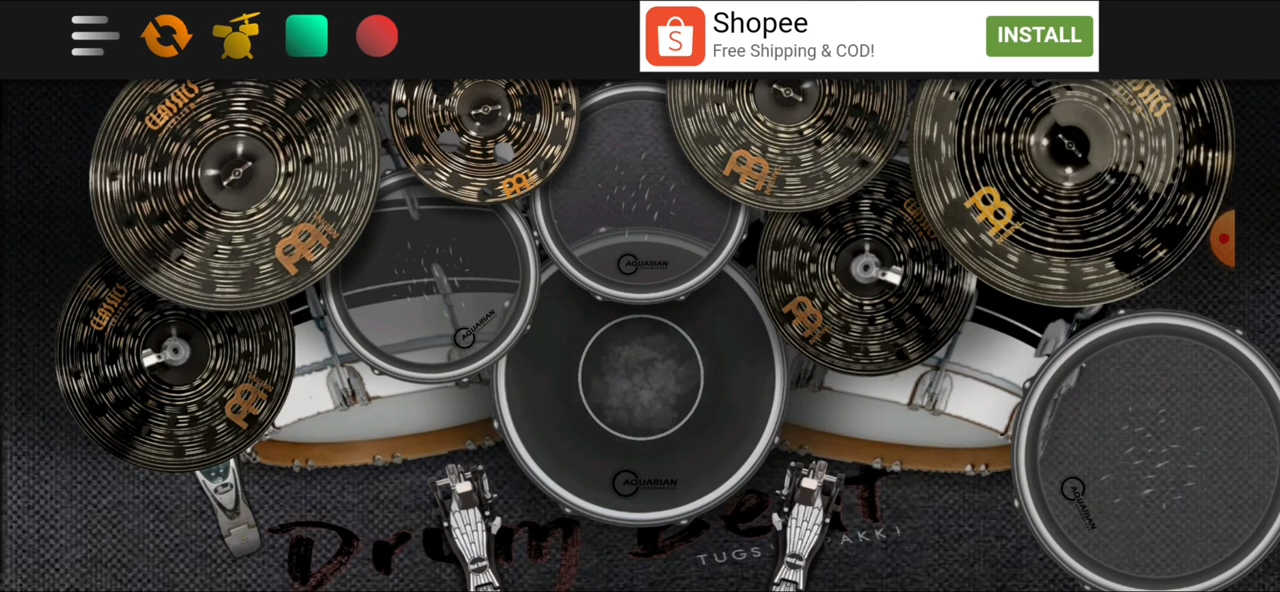 Shopee
Free Shipping & COD!
INSTALL
CLASSICS
CLASSICS
CLASSICS
AQUARIAN
AQUARIAN
AQUARIAN
AQUARIAN
Drum Beat